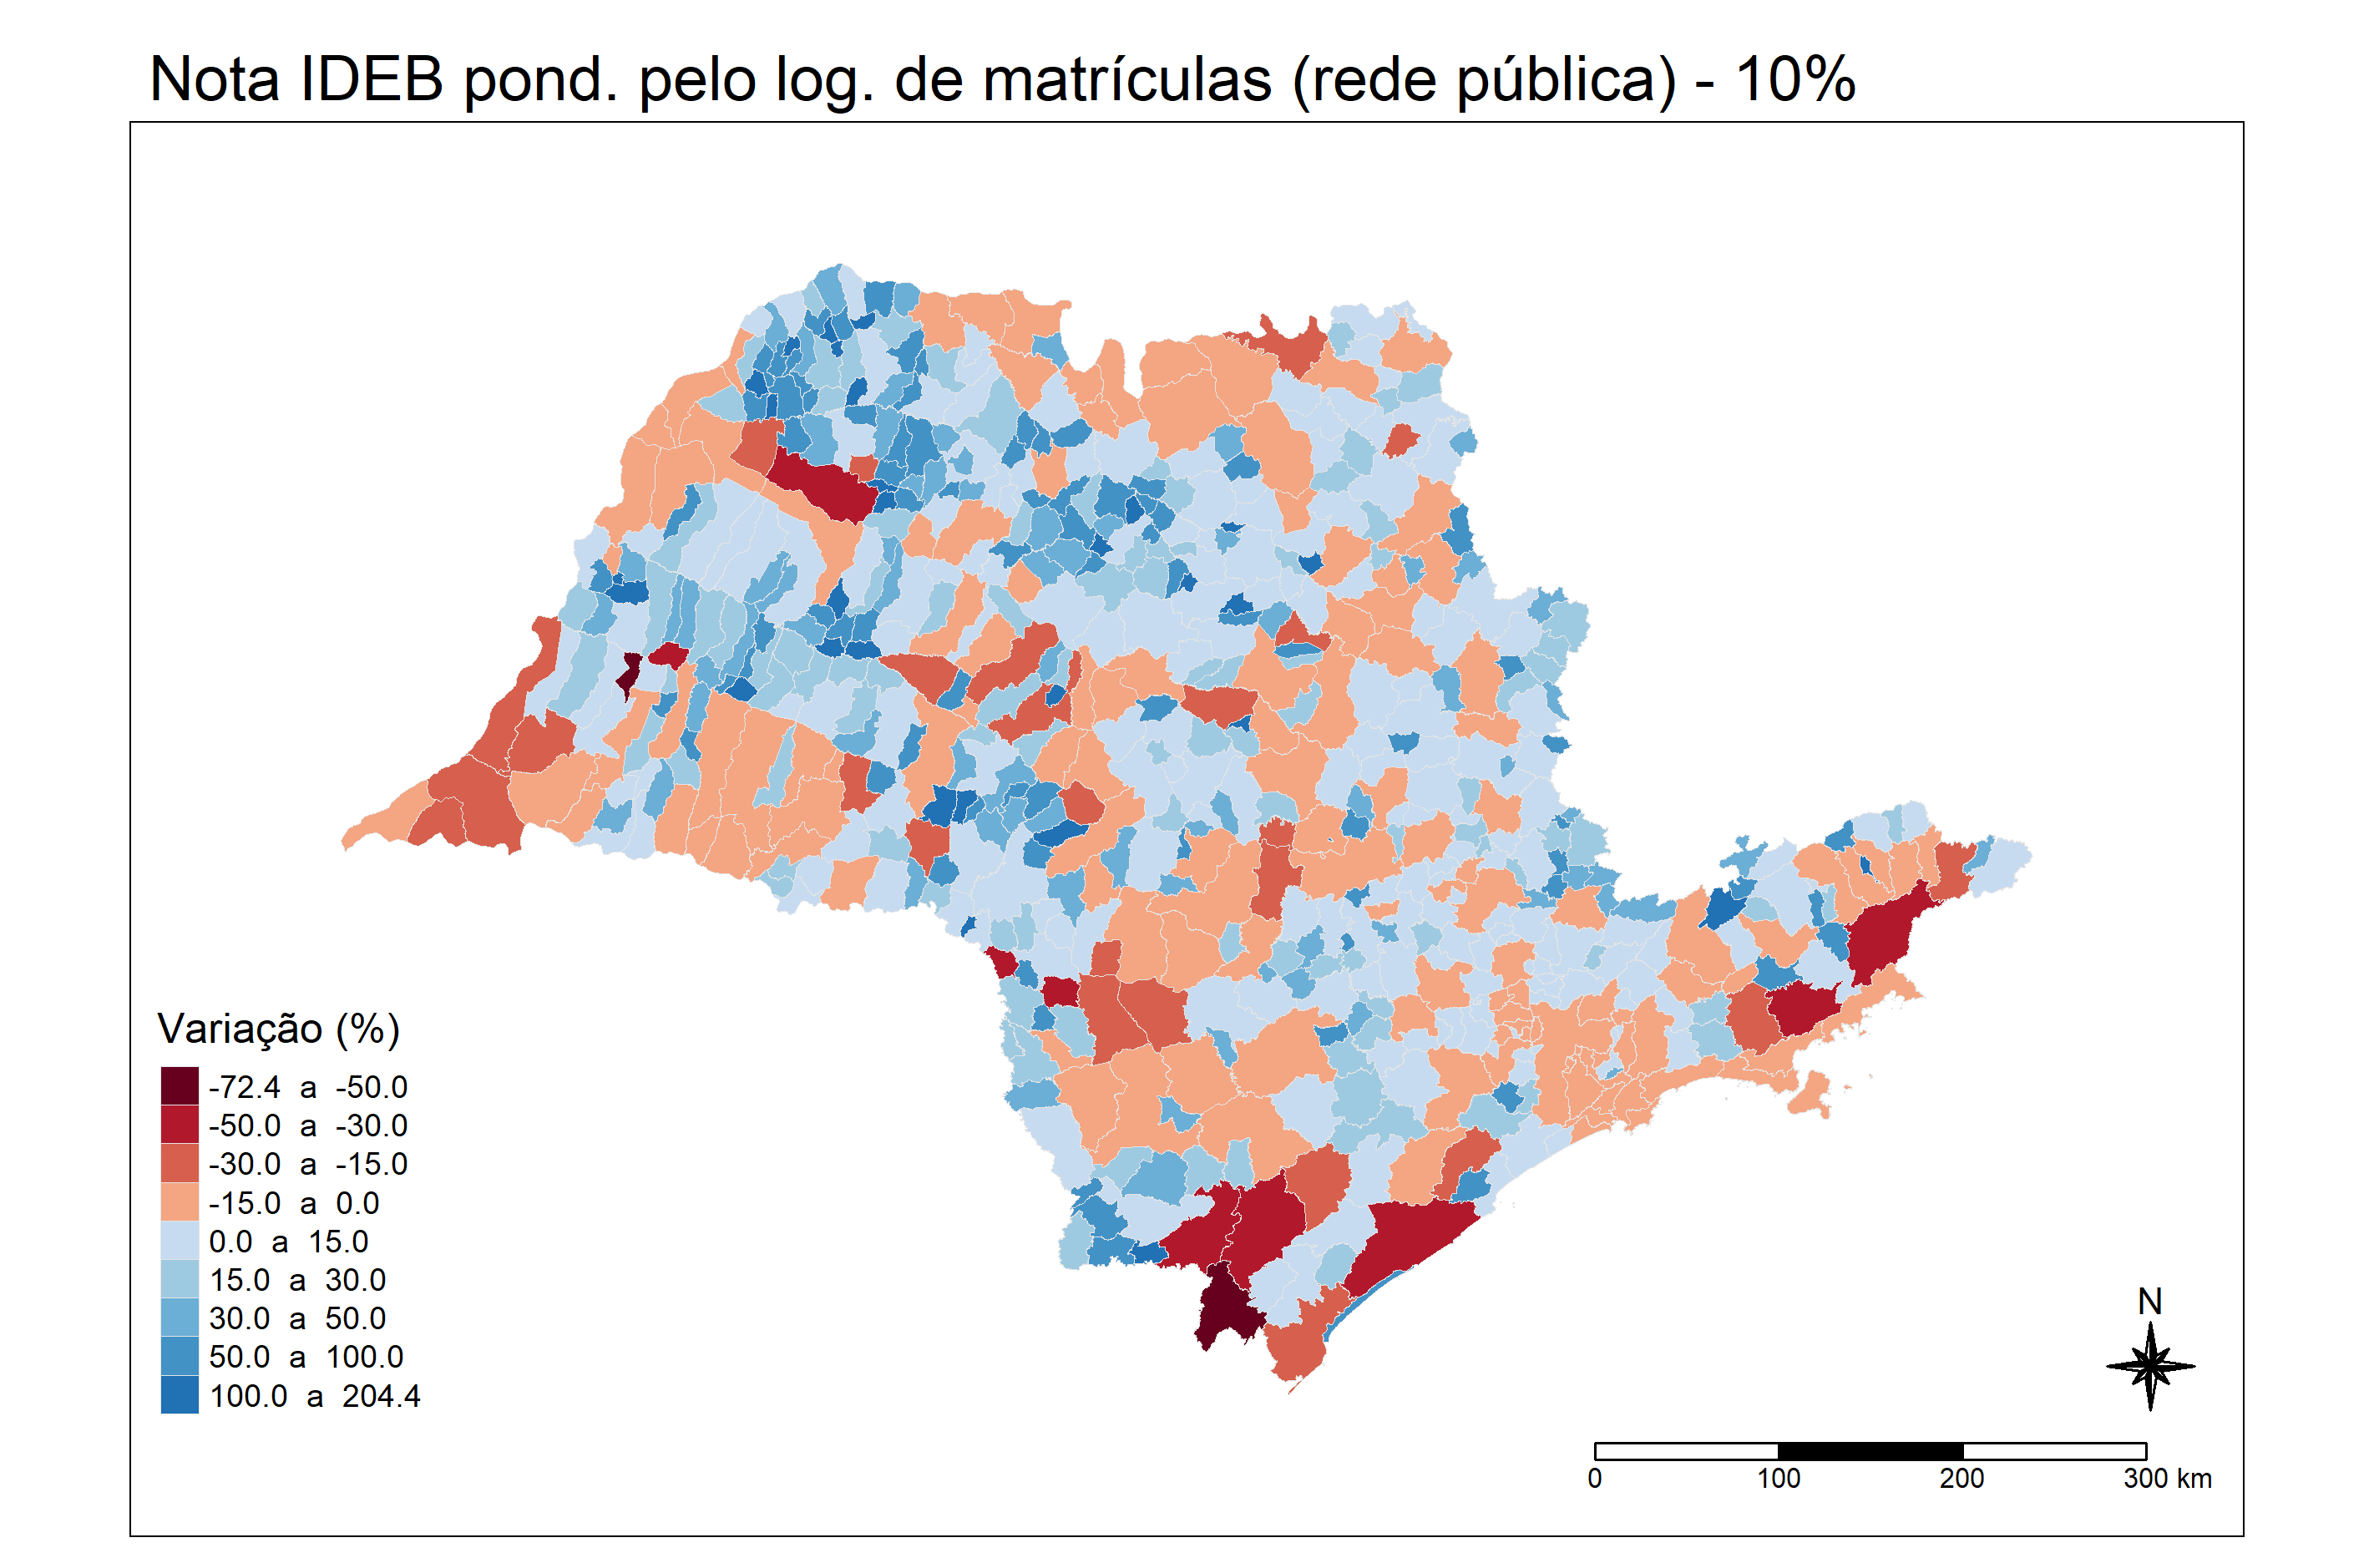 Nota IDEB pond. pelo log. de matrículas (rede pública) - 10%
Variação (%)
-72.4 a -50.0
-50.0 a -30.0
-30.0 a -15.0
-15.0 a 0.0
0.0 a 15.0
15.0 a 30.0
30.0 a 50.0
50.0 a 100.0
100.0 a 204.4
N
0 100 200 300 km